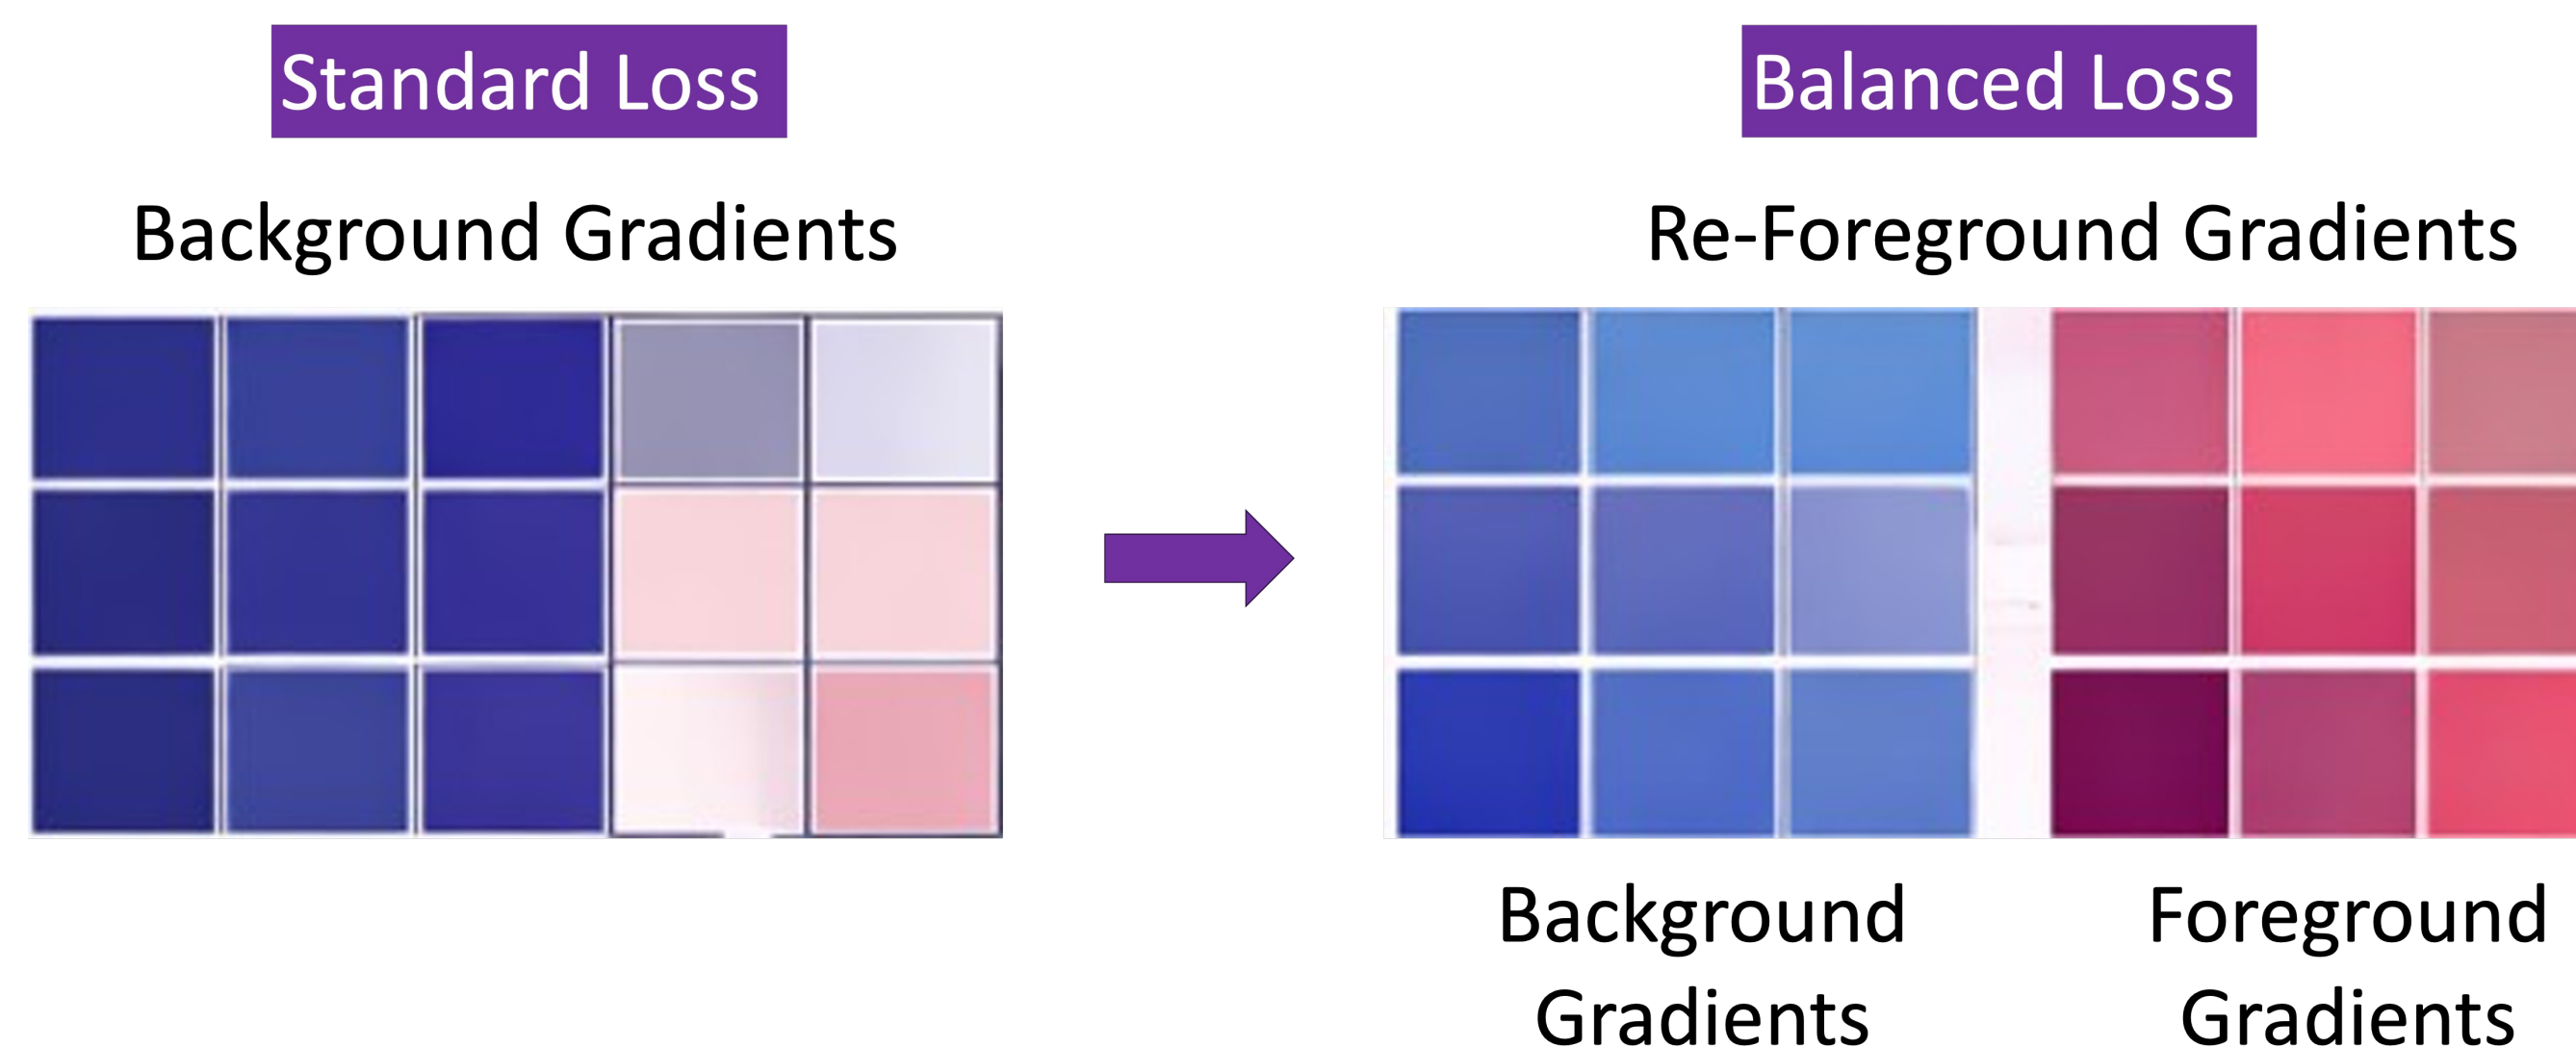 Standard Loss
Balanced Loss
Background Gradients
Re-Foreground Gradients
Background
Gradients
Foreground
Gradients